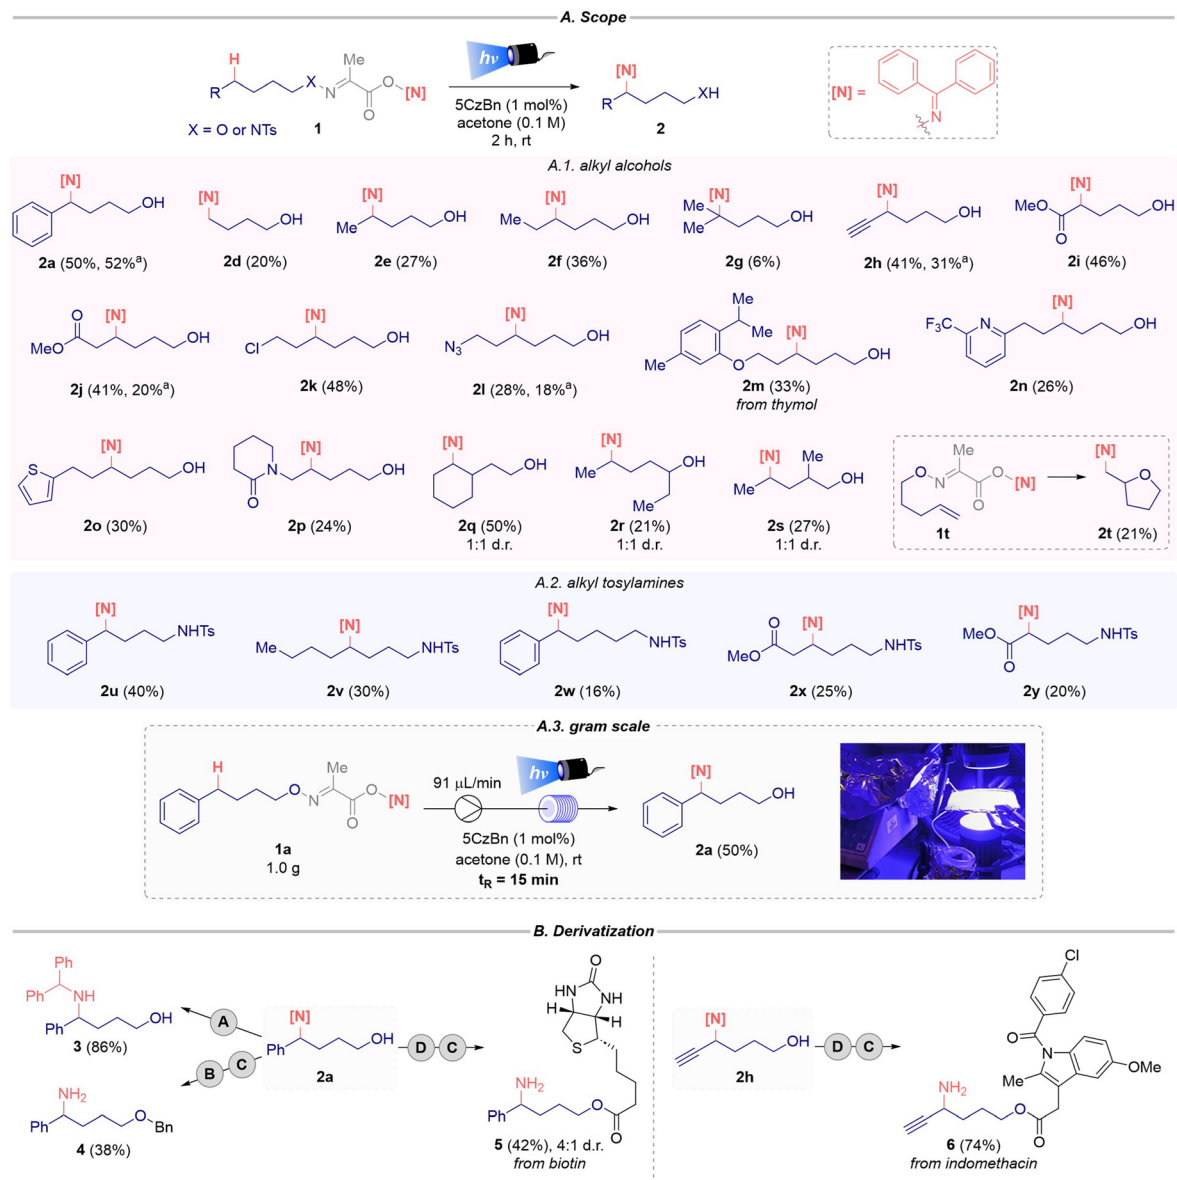 A. Scope
H
R
X
N
Me
O
O
[N]
X = O or NTs
1
hν
5CzBn (1 mol%)
acetone (0.1 M)
2 h, rt
[N]
R
XH
2
[N] =
N
A.1. alkyl alcohols
[N]
OH
2a (50%, 52%ᵃ)
[N]
OH
2d (20%)
[N]
Me
OH
2e (27%)
[N]
Me
OH
2f (36%)
[N]
Me
Me
OH
2g (6%)
[N]
OH
2h (41%, 31%ᵃ)
[N]
MeO
O
OH
2i (46%)
O
MeO
[N]
OH
2j (41%, 20%ᵃ)
[N]
Cl
OH
2k (48%)
[N]
N₃
OH
2l (28%, 18%ᵃ)
Me
Me
Me
O
[N]
OH
2m (33%)
from thymol
F₃C
N
[N]
OH
2n (26%)
S
[N]
OH
2o (30%)
N
O
[N]
OH
2p (24%)
[N]
OH
2q (50%)
1:1 d.r.
[N]
Me
OH
Et
2r (21%)
1:1 d.r.
[N]
Me
Me
OH
2s (27%)
1:1 d.r.
O
N
Me
O
O
[N]
1t
[N]
O
2t (21%)
A.2. alkyl tosylamines
[N]
NHTs
2u (40%)
[N]
Me
NHTs
2v (30%)
[N]
NHTs
2w (16%)
O
MeO
[N]
NHTs
2x (25%)
MeO
O
[N]
NHTs
2y (20%)
A.3. gram scale
H
O
N
Me
O
O
[N]
1a
1.0 g
91 μL/min
hν
5CzBn (1 mol%)
acetone (0.1 M), rt
tR = 15 min
[N]
OH
2a (50%)
B. Derivatization
Ph
Ph
NH
Ph
OH
3 (86%)
A
B
C
NH₂
Ph
O
Bn
4 (38%)
[N]
Ph
OH
2a
D
C
O
HN
NH
H
H
S
NH₂
Ph
O
O
5 (42%), 4:1 d.r.
from biotin
[N]
OH
2h
D
C
Cl
O
N
Me
OMe
NH₂
O
O
6 (74%)
from indomethacin